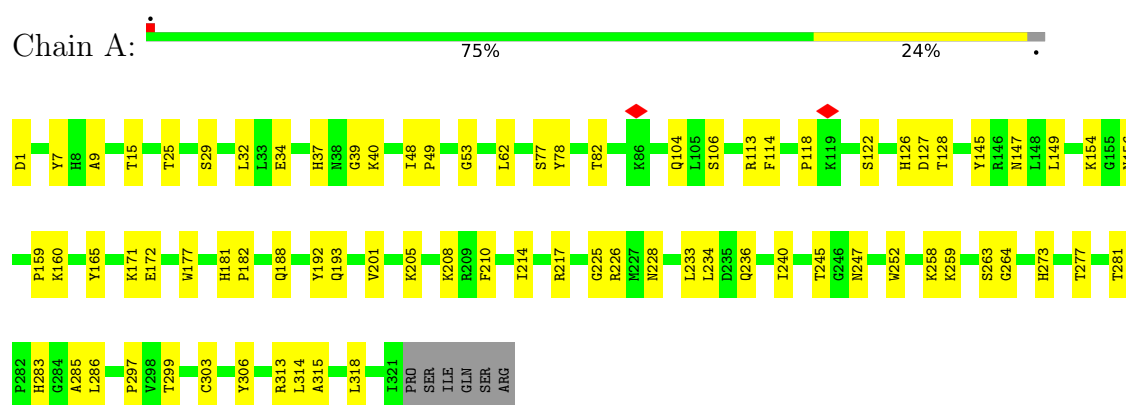 Chain A:
75%
24%
D1 Y7 H8 A9 T15 T25 S29 L32 L33 E34 H37 N38 G39 K40 I48 P49 G53 L62 S77 Y78 T82 K86 Q104 L105 S106 R113 F114 P118 K119 S122 H126 D127 T128 Y145 R146 N147 L148 L149 K154 G155
P159 K160 Y165 K171 E172 W177 H181 P182 Q188 Y192 Q193 V201 K205 K208 R209 F210 I214 R217 G225 R226 M227 N228 L233 L234 D235 Q236 I240 T245 G246 N247 W252 K258 K259 S263 G264 H273 T277 T281
P282 H283 G284 A285 L286 P297 V298 T299 C303 Y306 R313 L314 A315 L318 I321 PRO SER ILE GLN SER ARG